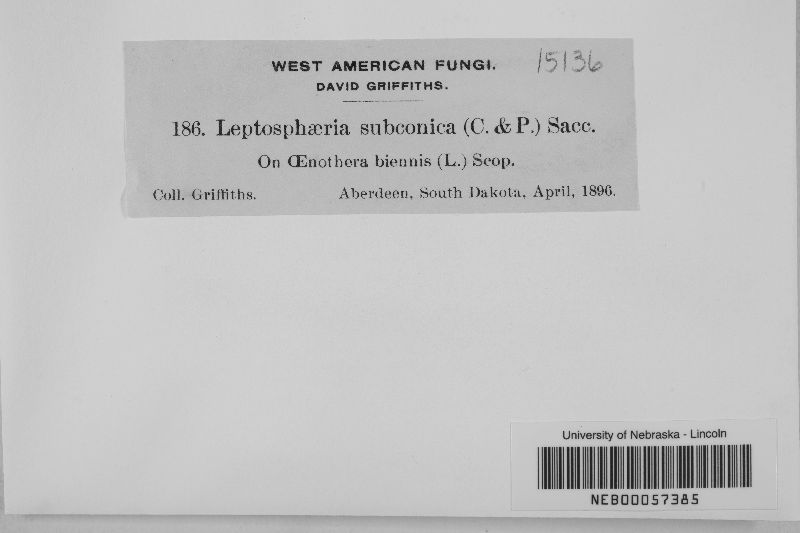 WEST AMERICAN FUNGI. 15136
DAVID GRIFFITHS.
186. Leptosphæria subconica (C. & P.) Sacc.
On Œnothera biennis (L.) Scop.
Coll. Griffiths. Aberdeen, South Dakota, April, 1896.
University of Nebraska - Lincoln
NEB00057385